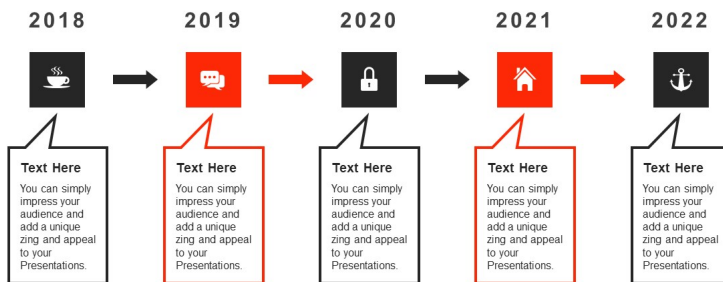 2018
2019
2020
2021
2022
Text Here
You can simply
impress your
audience and
add a unique
zing and appeal
to your
Presentations.
Text Here
You can simply
impress your
audience and
add a unique
zing and appeal
to your
Presentations.
Text Here
You can simply
impress your
audience and
add a unique
zing and appeal
to your
Presentations.
Text Here
You can simply
impress your
audience and
add a unique
zing and appeal
to your
Presentations.
Text Here
You can simply
impress your
audience and
add a unique
zing and appeal
to your
Presentations.